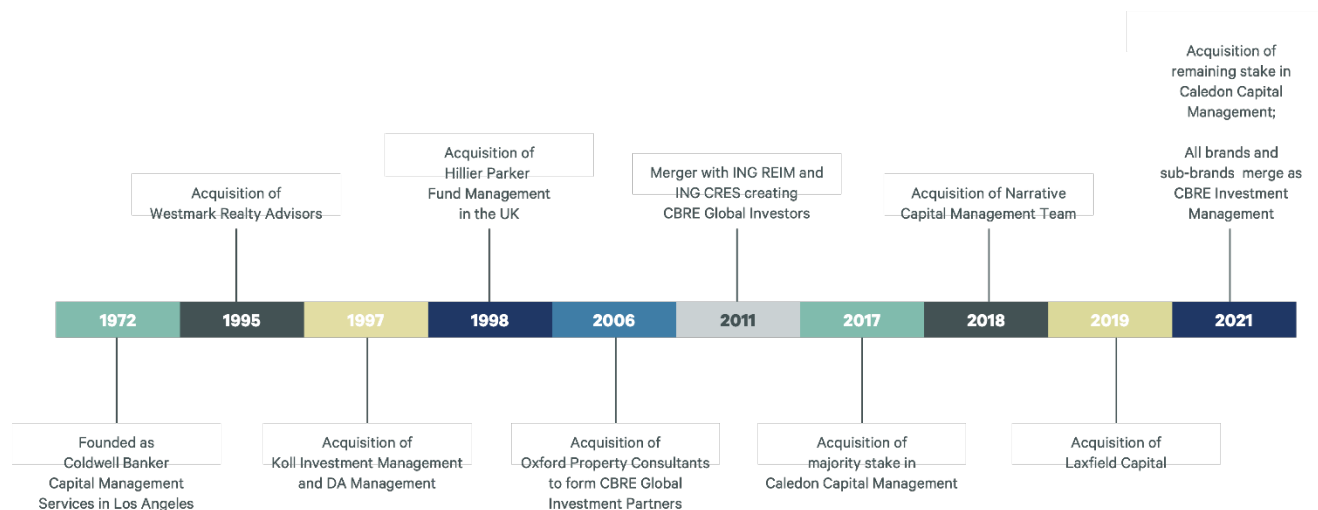 Acquisition of
remaining stake in
Caledon Capital
Management;
All brands and
sub-brands merge as
CBRE Investment
Management
Acquisition of
Hillier Parker
Fund Management
in the UK
Merger with ING REIM and
ING CRES creating
CBRE Global Investors
Acquisition of
Westmark Realty Advisors
Acquisition of Narrative
Capital Management Team
1972
1995
1997
1998
2006
2011
2017
2018
2019
2021
Founded as
Coldwell Banker
Capital Management
Services in Los Angeles
Acquisition of
Koll Investment Management
and DA Management
Acquisition of
Oxford Property Consultants
to form CBRE Global
Investment Partners
Acquisition of
majority stake in
Caledon Capital Management
Acquisition of
Laxfield Capital